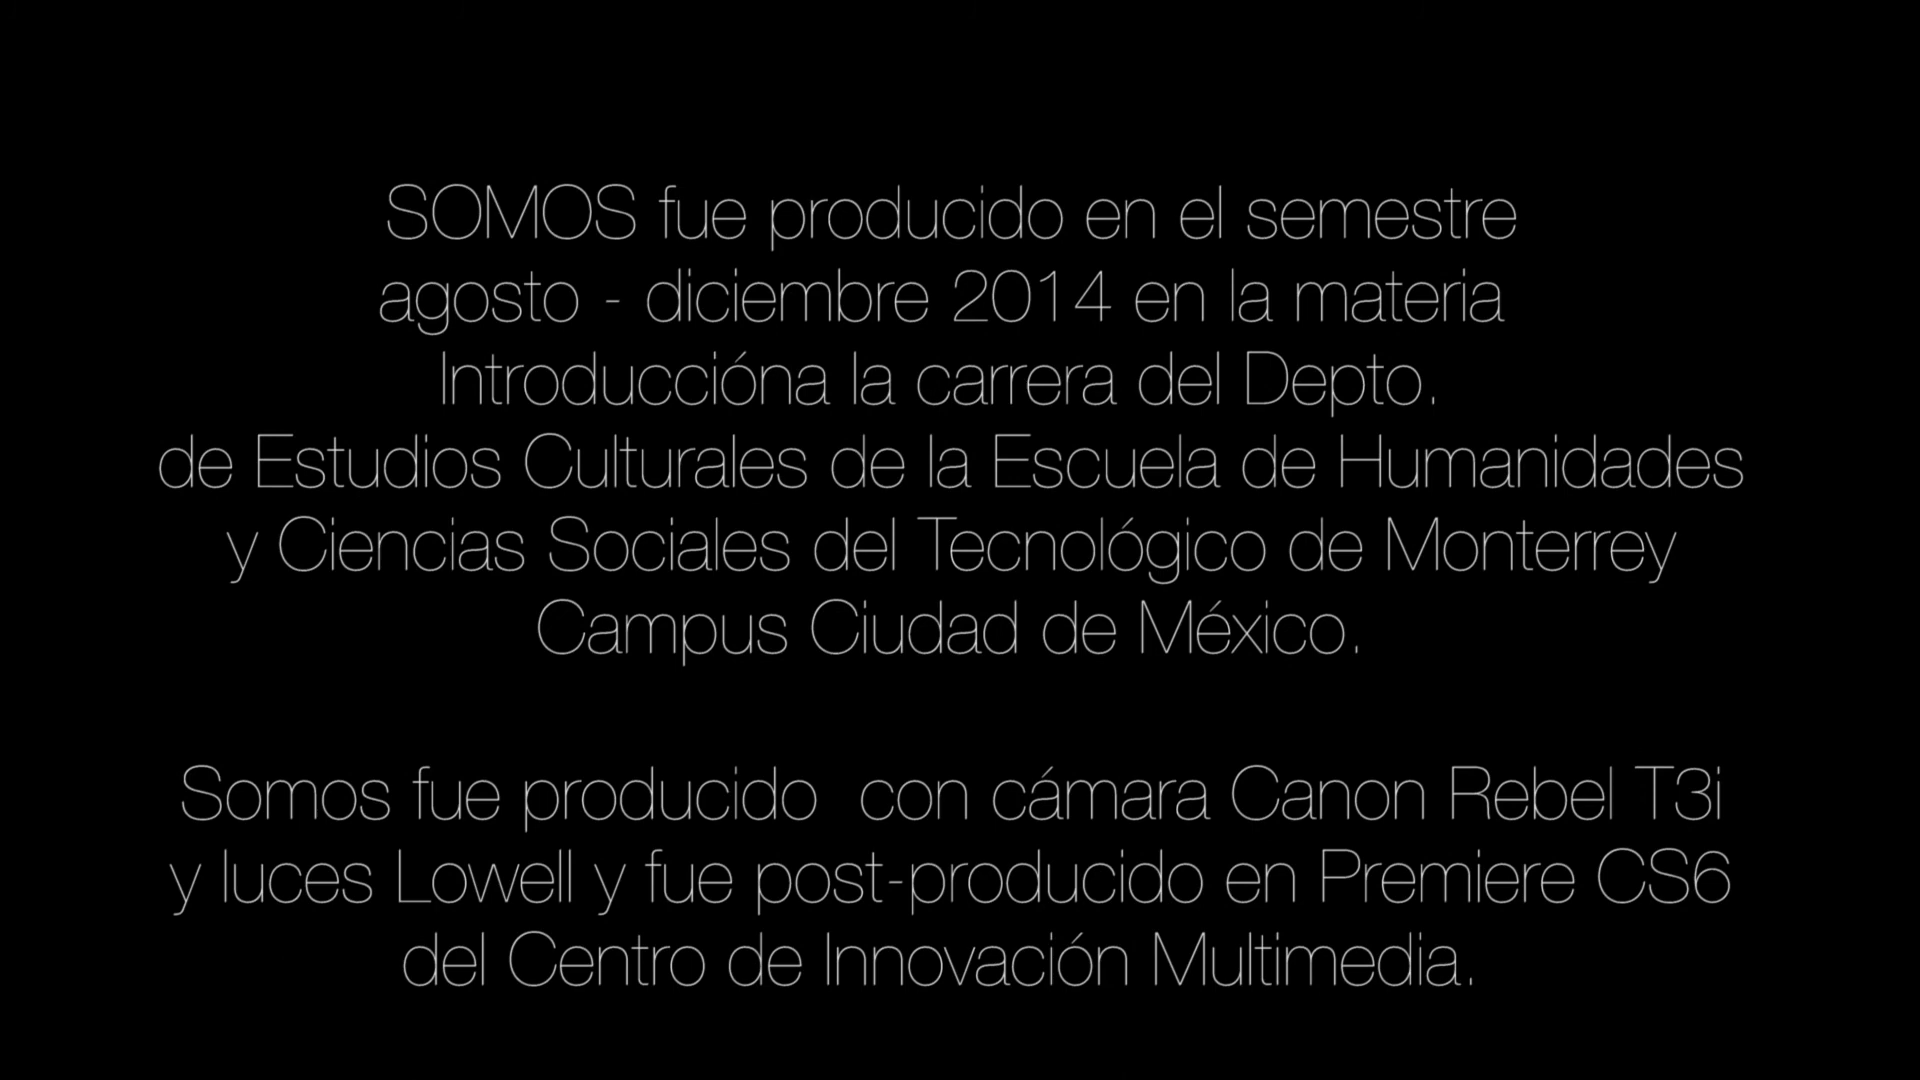 SOMOS fue producido en el semestre
agosto - diciembre 2014 en la materia
Introduccióna la carrera del Depto.
de Estudios Culturales de la Escuela de Humanidades
y Ciencias Sociales del Tecnológico de Monterrey
Campus Ciudad de México.
Somos fue producido  con cámara Canon Rebel T3i
y luces Lowell y fue post-producido en Premiere CS6
del Centro de Innovación Multimedia.